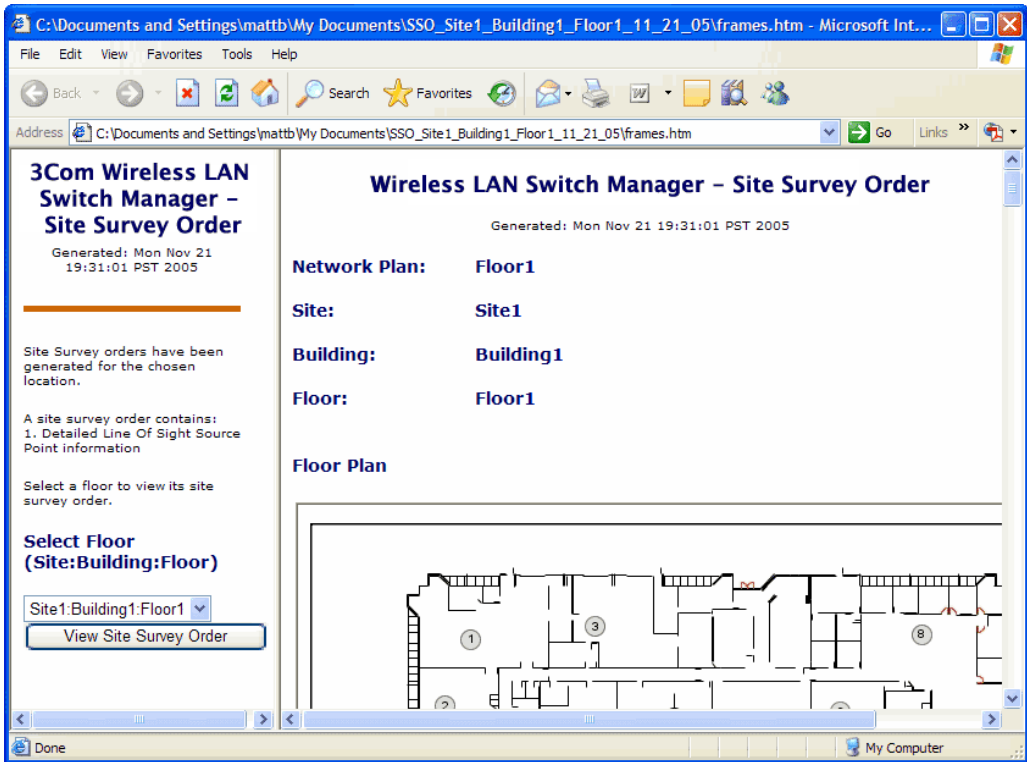 C:\Documents and Settings\mattb\My Documents\SSO_Site1_Building1_Floor1_11_21_05\frames.htm - Microsoft Int...
File Edit View Favorites Tools Help
Back Search Favorites
Address C:\Documents and Settings\mattb\My Documents\SSO_Site1_Building1_Floor1_11_21_05\frames.htm Go Links »
3Com Wireless LAN
Switch Manager –
Site Survey Order
Generated: Mon Nov 21
19:31:01 PST 2005
Site Survey orders have been
generated for the chosen
location.
A site survey order contains:
1. Detailed Line Of Sight Source
Point information
Select a floor to view its site
survey order.
Select Floor
(Site:Building:Floor)
Site1:Building1:Floor1
View Site Survey Order
Wireless LAN Switch Manager – Site Survey Order
Generated: Mon Nov 21 19:31:01 PST 2005
Network Plan: Floor1
Site: Site1
Building: Building1
Floor: Floor1
Floor Plan
1
3
8
2
Done My Computer